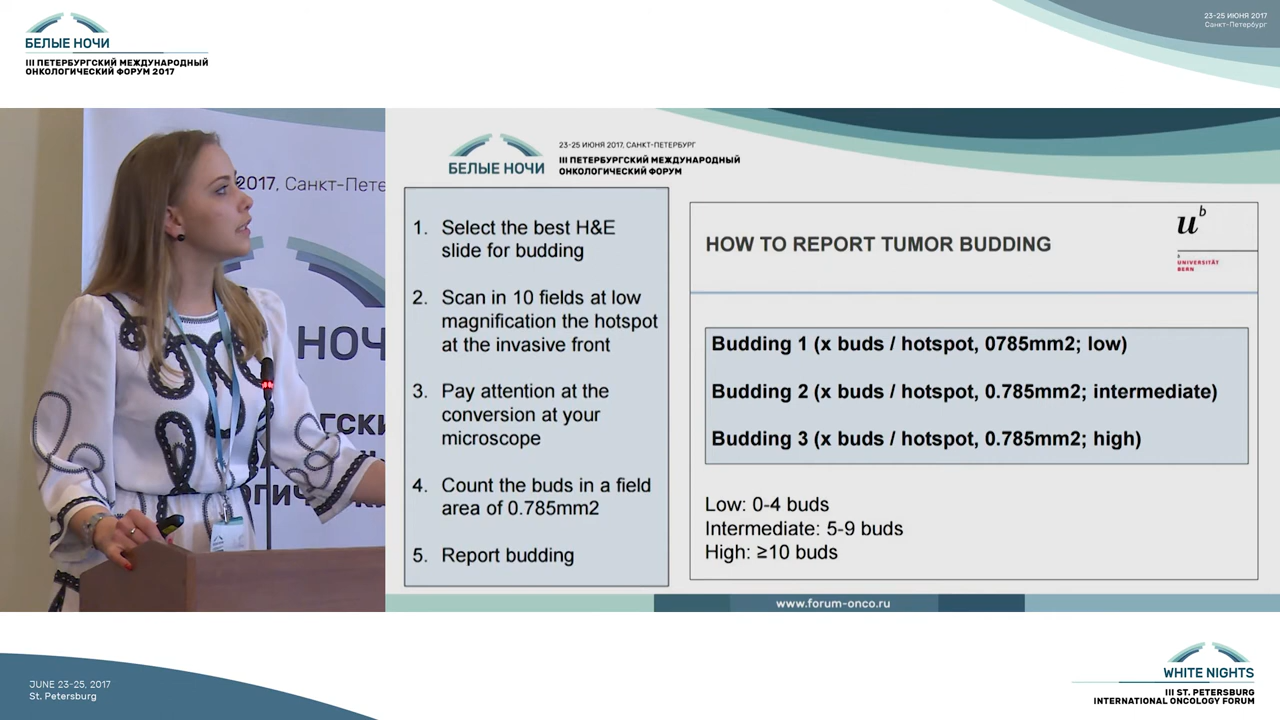 БЕЛЫЕ НОЧИ
III ПЕТЕРБУРГСКИЙ МЕЖДУНАРОДНЫЙ
ОНКОЛОГИЧЕСКИЙ ФОРУМ 2017
23-25 ИЮНЯ 2017
Санкт-Петербург
2017, Санкт-Пете
НОЧ
23-25 ИЮНЯ 2017, САНКТ-ПЕТЕРБУРГ
БЕЛЫЕ НОЧИ
III ПЕТЕРБУРГСКИЙ МЕЖДУНАРОДНЫЙ
ОНКОЛОГИЧЕСКИЙ ФОРУМ
1. Select the best H&E
slide for budding
2. Scan in 10 fields at low
magnification the hotspot
at the invasive front
3. Pay attention at the
conversion at your
microscope
4. Count the buds in a field
area of 0.785mm2
5. Report budding
HOW TO REPORT TUMOR BUDDING
u b
b
UNIVERSITÄT
BERN
Budding 1 (x buds / hotspot, 0785mm2; low)
Budding 2 (x buds / hotspot, 0.785mm2; intermediate)
Budding 3 (x buds / hotspot, 0.785mm2; high)
Low: 0-4 buds
Intermediate: 5-9 buds
High: ≥10 buds
www.forum-onco.ru
JUNE 23-25, 2017
St. Petersburg
WHITE NIGHTS
III ST. PETERSBURG
INTERNATIONAL ONCOLOGY FORUM